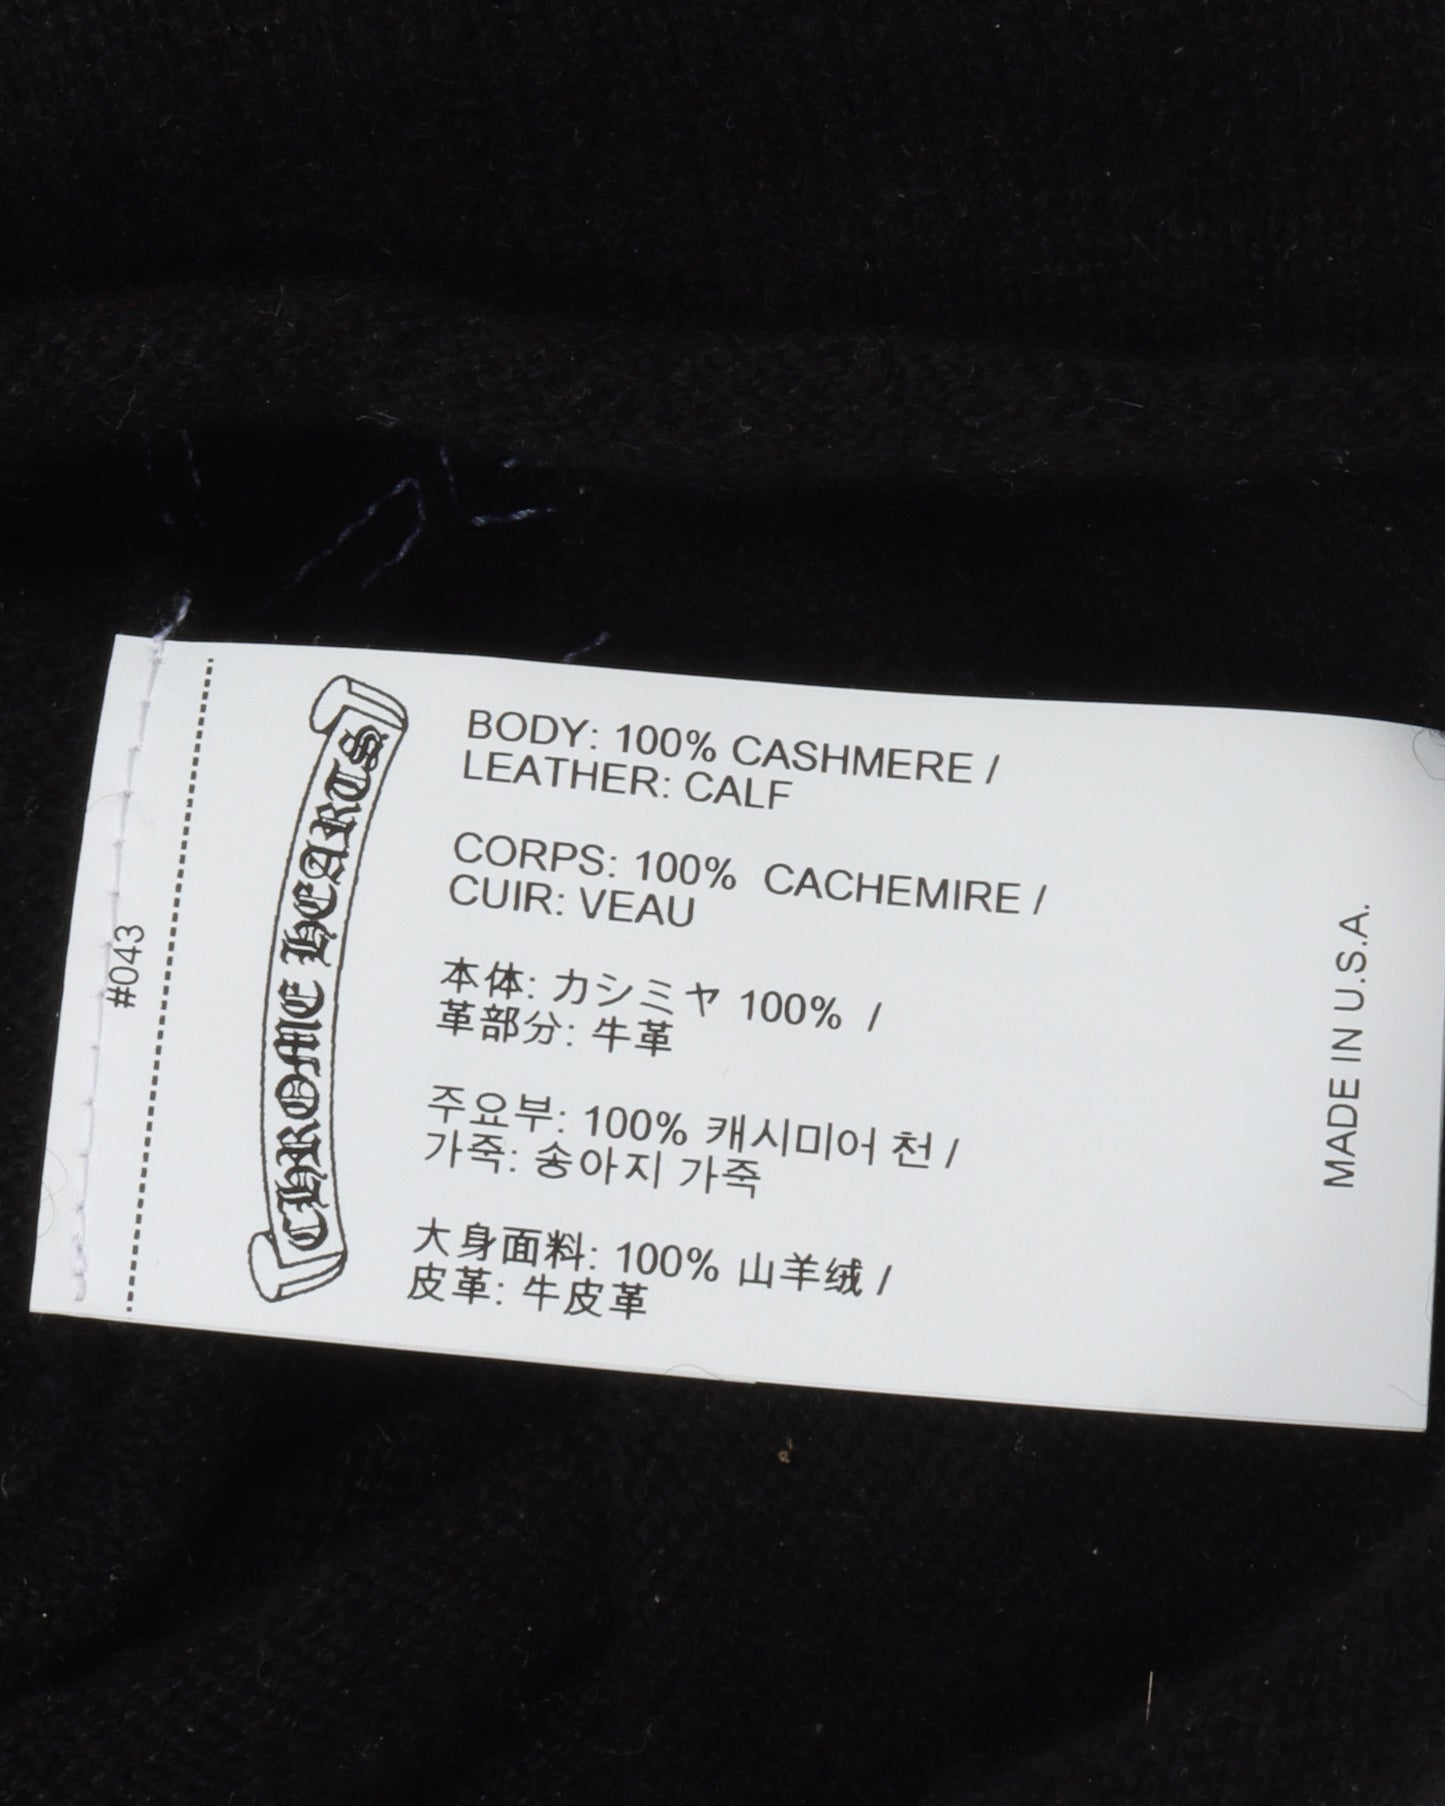 #043
CHROME HEARTS
BODY: 100% CASHMERE /
LEATHER: CALF
CORPS: 100% CACHEMIRE /
CUIR: VEAU
本体: カシミヤ 100% /
革部分: 牛革
주요부: 100% 캐시미어 천 /
가죽: 송아지 가죽
大身面料: 100% 山羊绒 /
皮革: 牛皮革
MADE IN U.S.A.